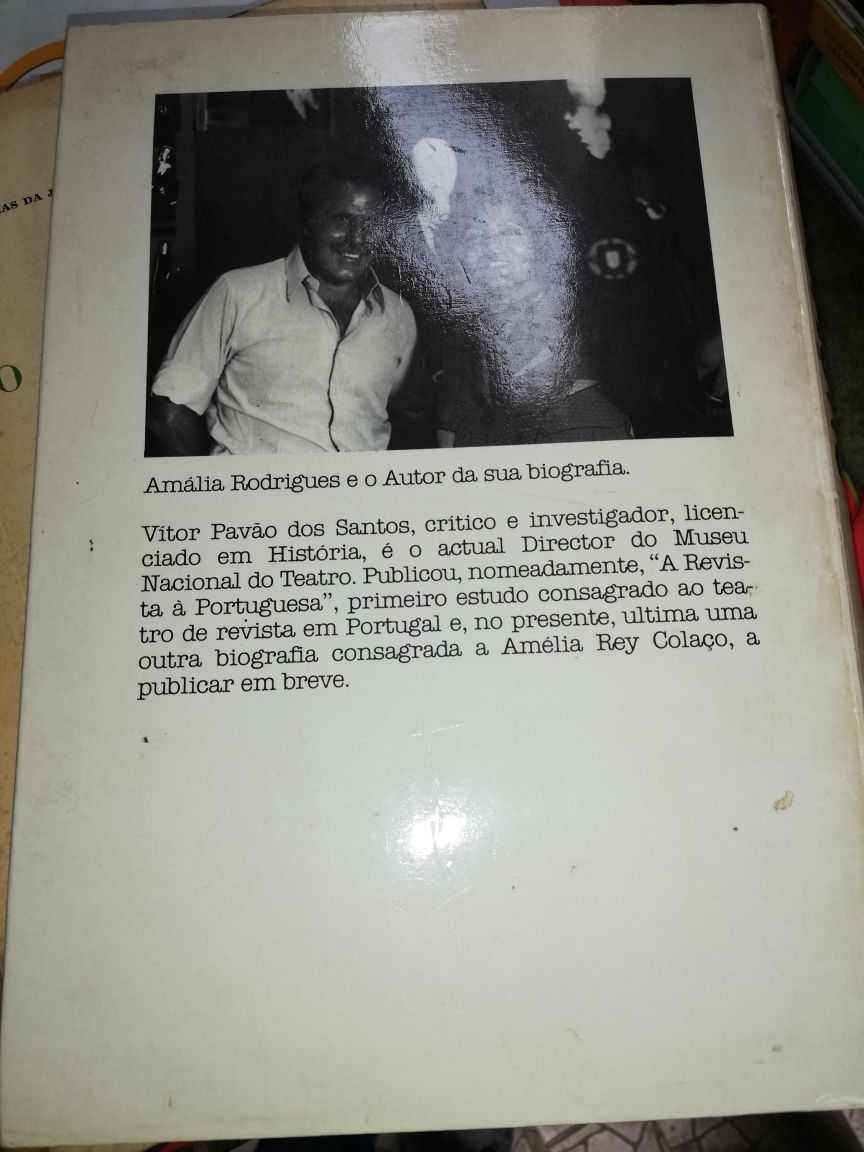 AS DA J
O
Amália Rodrigues e o Autor da sua biografia.
Vítor Pavão dos Santos, crítico e investigador, licen-
ciado em História, é o actual Director do Museu
Nacional do Teatro. Publicou, nomeadamente, “A Revis-
ta à Portuguesa”, primeiro estudo consagrado ao tea-
tro de revista em Portugal e, no presente, ultima uma
outra biografia consagrada a Amélia Rey Colaço, a
publicar em breve.